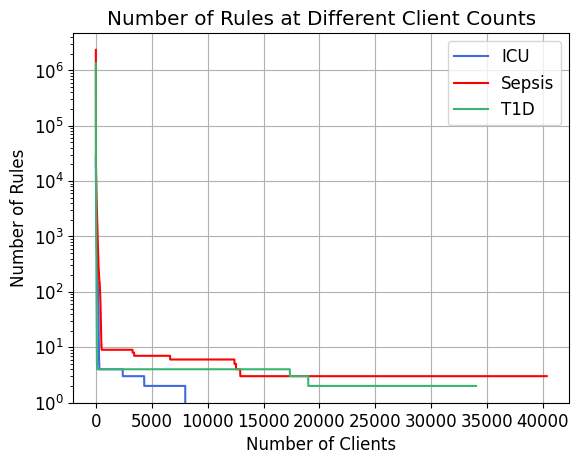 Number of Rules at Different Client Counts
ICU
Sepsis
T1D
Number of Rules
10^6
10^5
10^4
10^3
10^2
10^1
10^0
0 5000 10000 15000 20000 25000 30000 35000 40000
Number of Clients